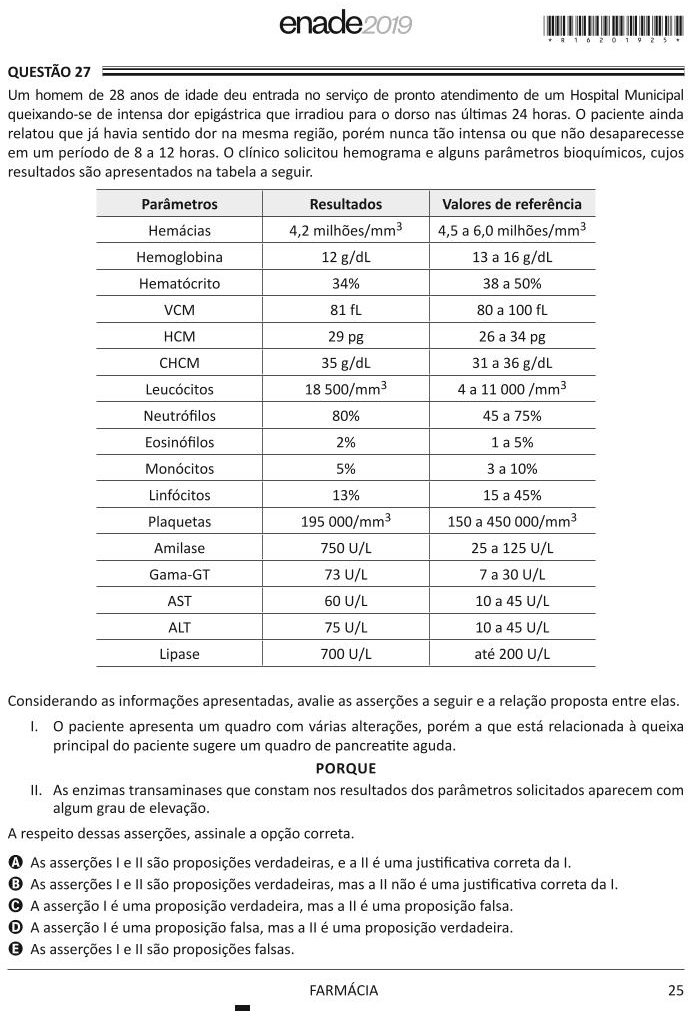 enade2019
* R 1 6 2 0 1 9 2 5 *
QUESTÃO 27
Um homem de 28 anos de idade deu entrada no serviço de pronto atendimento de um Hospital Municipal
queixando-se de intensa dor epigástrica que irradiou para o dorso nas últimas 24 horas. O paciente ainda
relatou que já havia sentido dor na mesma região, porém nunca tão intensa ou que não desaparecesse
em um período de 8 a 12 horas. O clínico solicitou hemograma e alguns parâmetros bioquímicos, cujos
resultados são apresentados na tabela a seguir.
Parâmetros Resultados Valores de referência
Hemácias 4,2 milhões/mm³ 4,5 a 6,0 milhões/mm³
Hemoglobina 12 g/dL 13 a 16 g/dL
Hematócrito 34% 38 a 50%
VCM 81 fL 80 a 100 fL
HCM 29 pg 26 a 34 pg
CHCM 35 g/dL 31 a 36 g/dL
Leucócitos 18 500/mm³ 4 a 11 000 /mm³
Neutrófilos 80% 45 a 75%
Eosinófilos 2% 1 a 5%
Monócitos 5% 3 a 10%
Linfócitos 13% 15 a 45%
Plaquetas 195 000/mm³ 150 a 450 000/mm³
Amilase 750 U/L 25 a 125 U/L
Gama-GT 73 U/L 7 a 30 U/L
AST 60 U/L 10 a 45 U/L
ALT 75 U/L 10 a 45 U/L
Lipase 700 U/L até 200 U/L
Considerando as informações apresentadas, avalie as asserções a seguir e a relação proposta entre elas.
I. O paciente apresenta um quadro com várias alterações, porém a que está relacionada à queixa
principal do paciente sugere um quadro de pancreatite aguda.
PORQUE
II. As enzimas transaminases que constam nos resultados dos parâmetros solicitados aparecem com
algum grau de elevação.
A respeito dessas asserções, assinale a opção correta.
A As asserções I e II são proposições verdadeiras, e a II é uma justificativa correta da I.
B As asserções I e II são proposições verdadeiras, mas a II não é uma justificativa correta da I.
C A asserção I é uma proposição verdadeira, mas a II é uma proposição falsa.
D A asserção I é uma proposição falsa, mas a II é uma proposição verdadeira.
E As asserções I e II são proposições falsas.
FARMÁCIA 25